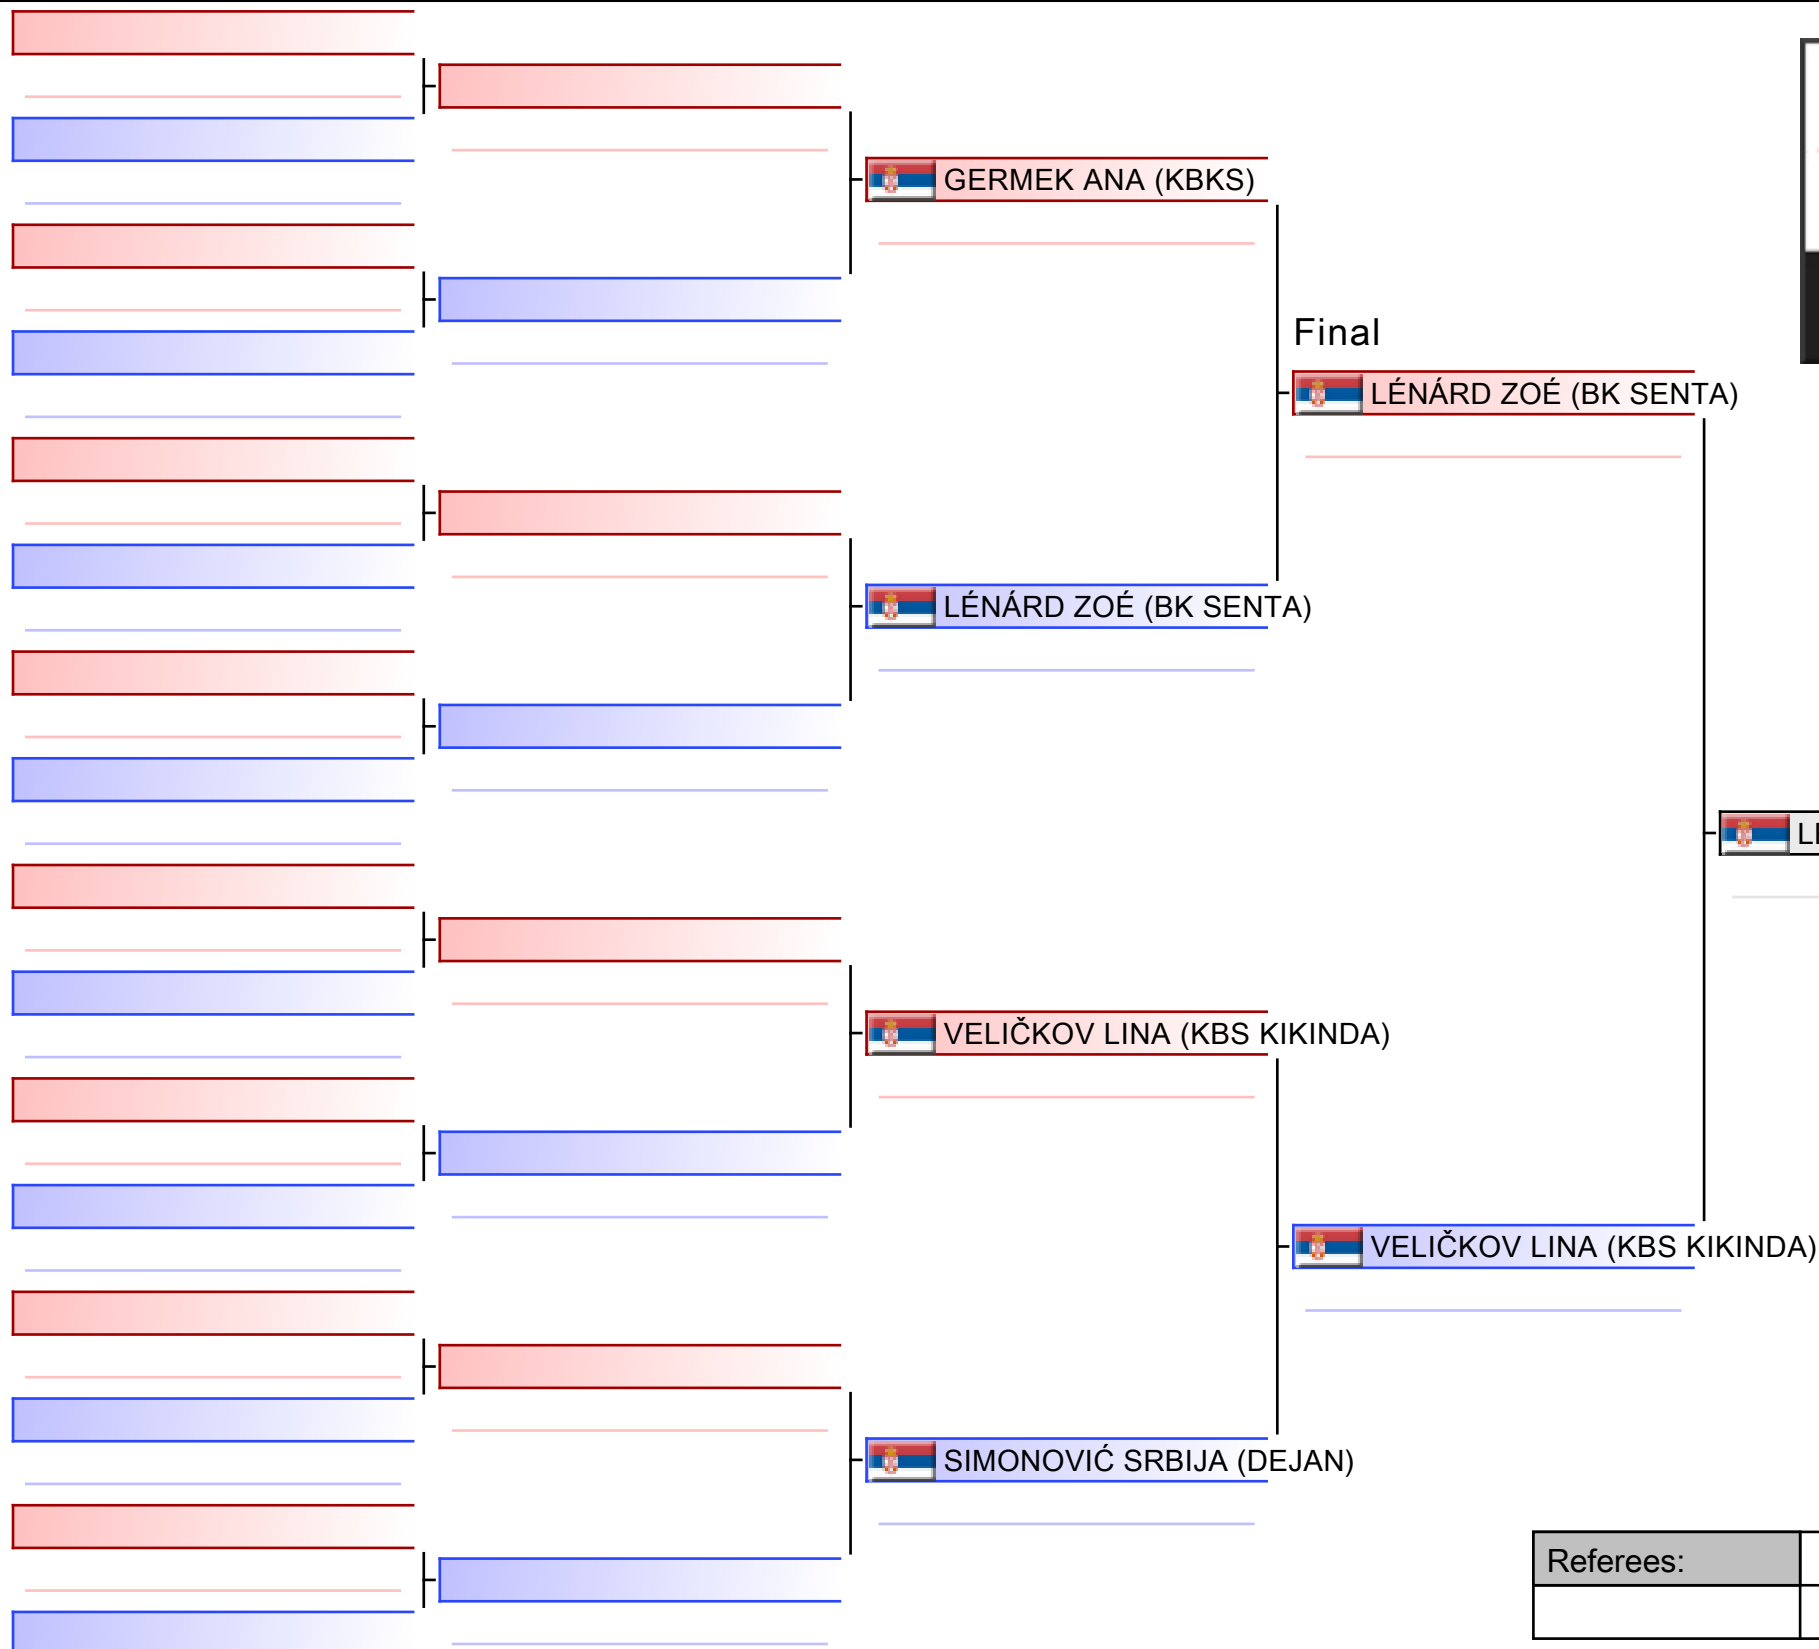 GERMEK ANA (KBKS)
Final
LÉNÁRD ZOÉ (BK SENTA)
LÉNÁRD ZOÉ (BK SENTA)
VELIČKOV LINA (KBS KIKINDA)
VELIČKOV LINA (KBS KIKINDA)
SIMONOVIĆ SRBIJA (DEJAN)
Referees: